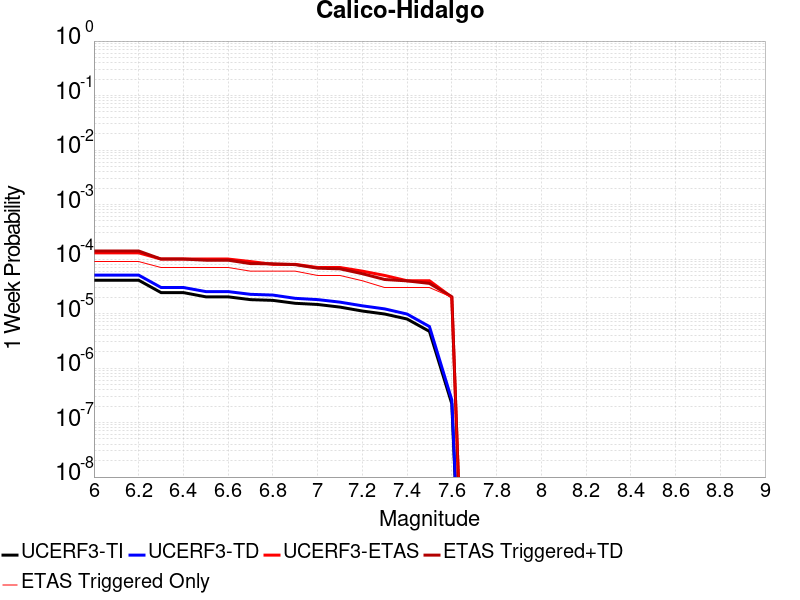 Calico-Hidalgo
10^0
10^-1
10^-2
10^-3
10^-4
10^-5
10^-6
10^-7
10^-8
1 Week Probability
6 6.2 6.4 6.6 6.8 7 7.2 7.4 7.6 7.8 8 8.2 8.4 8.6 8.8 9
Magnitude
UCERF3-TI UCERF3-TD UCERF3-ETAS ETAS Triggered+TD
ETAS Triggered Only